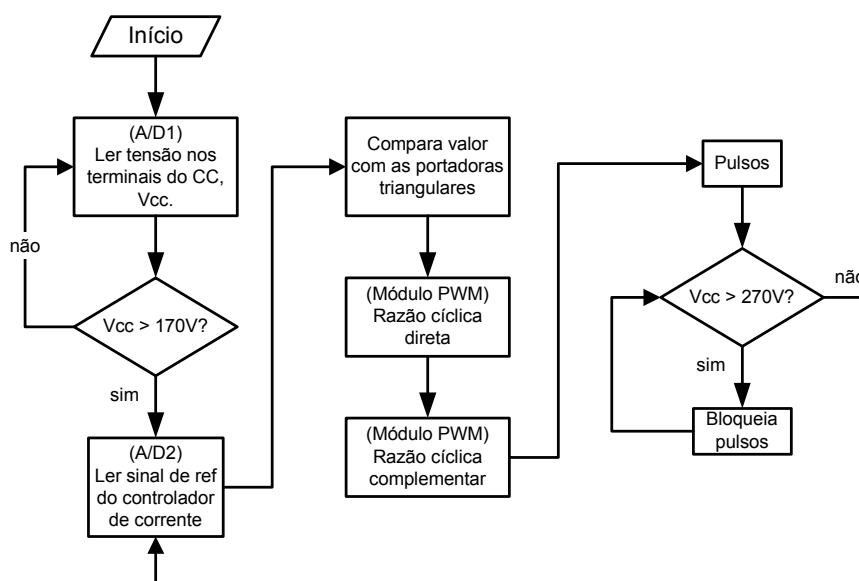 Início
(A/D1)
Ler tensão nos
terminais do CC,
Vcc.
não
Vcc > 170V?
sim
(A/D2)
Ler sinal de ref
do controlador
de corrente
Compara valor
com as portadoras
triangulares
(Módulo PWM)
Razão cíclica
direta
(Módulo PWM)
Razão cíclica
complementar
Pulsos
Vcc > 270V?
não
sim
Bloqueia
pulsos